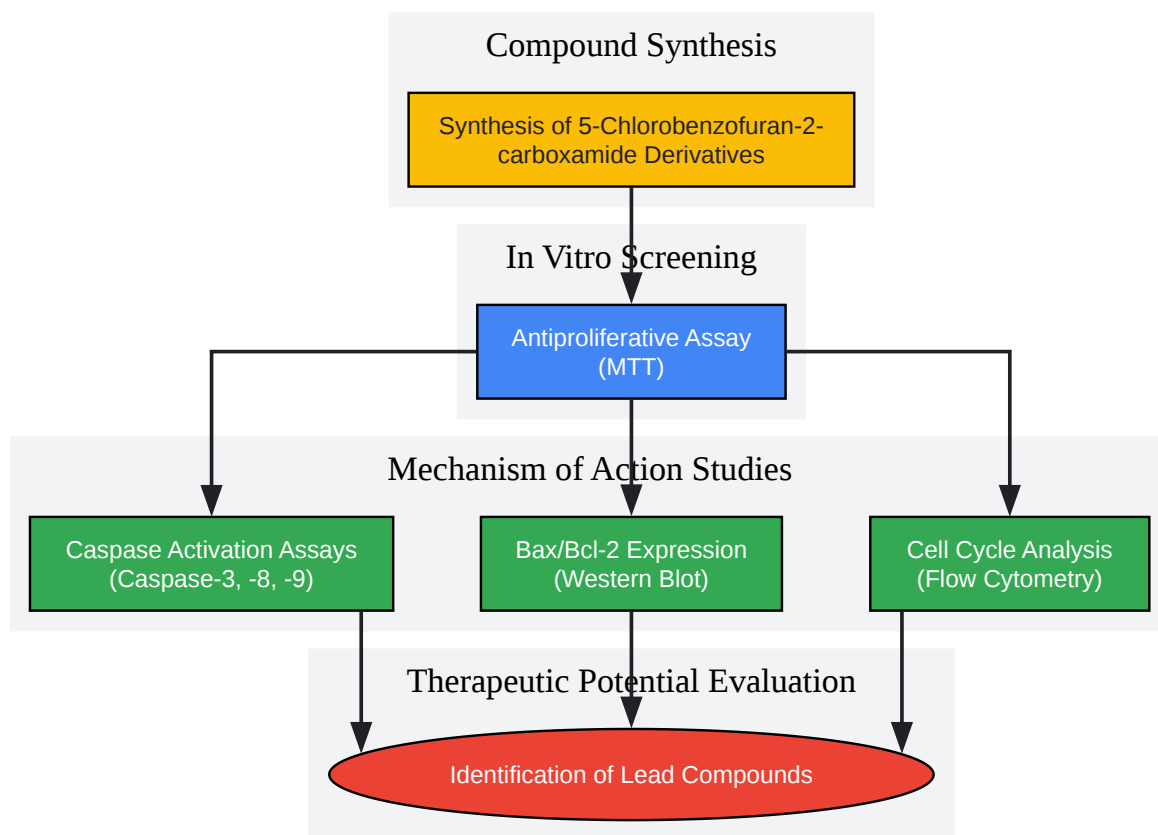 Compound Synthesis
Synthesis of 5-Chlorobenzofuran-2-
carboxamide Derivatives
In Vitro Screening
Antiproliferative Assay
(MTT)
Mechanism of Action Studies
Caspase Activation Assays
(Caspase-3, -8, -9)
Bax/Bcl-2 Expression
(Western Blot)
Cell Cycle Analysis
(Flow Cytometry)
Therapeutic Potential Evaluation
Identification of Lead Compounds